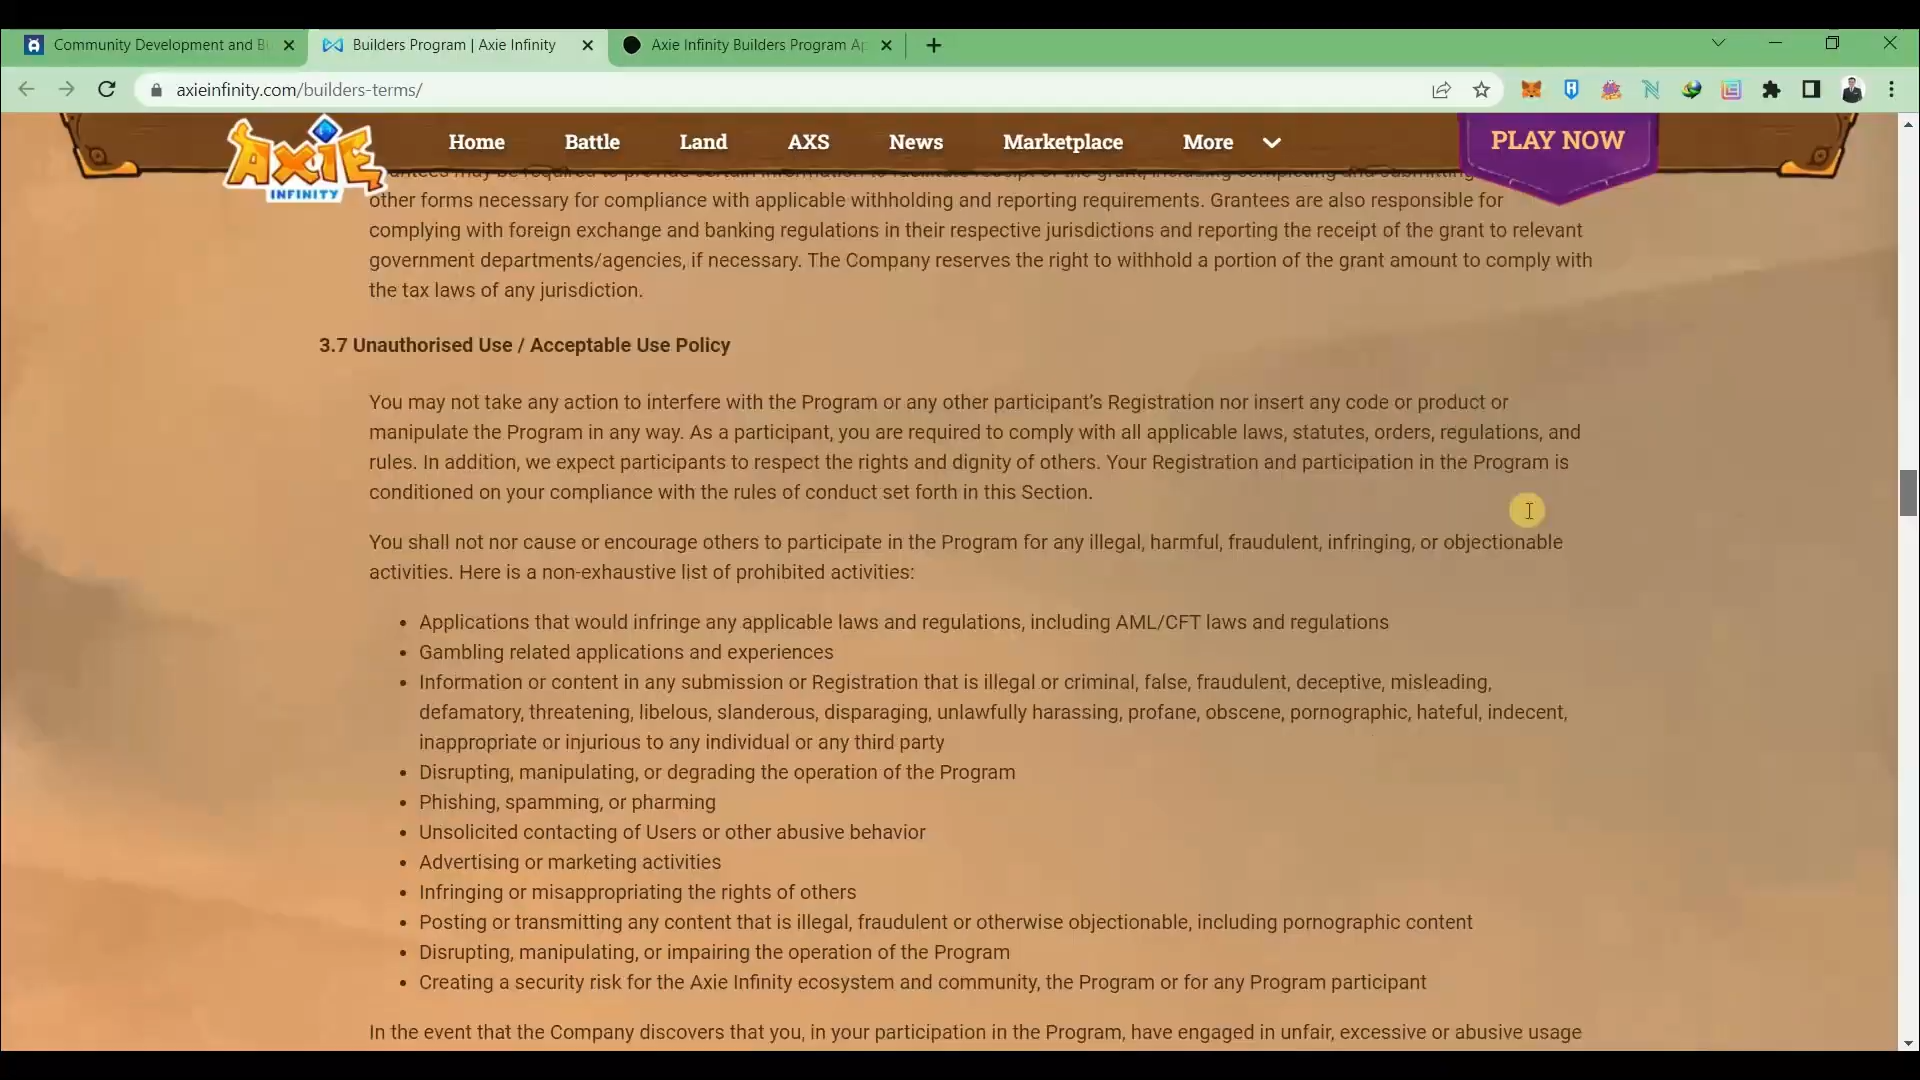 Community Development and B
Builders Program | Axie Infinity
Axie Infinity Builders Program Ap
axieinfinity.com/builders-terms/
AXIE
INFINITY
Home
Battle
Land
AXS
News
Marketplace
More
PLAY NOW
other forms necessary for compliance with applicable withholding and reporting requirements. Grantees are also responsible for
complying with foreign exchange and banking regulations in their respective jurisdictions and reporting the receipt of the grant to relevant
government departments/agencies, if necessary. The Company reserves the right to withhold a portion of the grant amount to comply with
the tax laws of any jurisdiction.
3.7 Unauthorised Use / Acceptable Use Policy
You may not take any action to interfere with the Program or any other participant’s Registration nor insert any code or product or
manipulate the Program in any way. As a participant, you are required to comply with all applicable laws, statutes, orders, regulations, and
rules. In addition, we expect participants to respect the rights and dignity of others. Your Registration and participation in the Program is
conditioned on your compliance with the rules of conduct set forth in this Section.
You shall not nor cause or encourage others to participate in the Program for any illegal, harmful, fraudulent, infringing, or objectionable
activities. Here is a non-exhaustive list of prohibited activities:
• Applications that would infringe any applicable laws and regulations, including AML/CFT laws and regulations
• Gambling related applications and experiences
• Information or content in any submission or Registration that is illegal or criminal, false, fraudulent, deceptive, misleading,
defamatory, threatening, libelous, slanderous, disparaging, unlawfully harassing, profane, obscene, pornographic, hateful, indecent,
inappropriate or injurious to any individual or any third party
• Disrupting, manipulating, or degrading the operation of the Program
• Phishing, spamming, or pharming
• Unsolicited contacting of Users or other abusive behavior
• Advertising or marketing activities
• Infringing or misappropriating the rights of others
• Posting or transmitting any content that is illegal, fraudulent or otherwise objectionable, including pornographic content
• Disrupting, manipulating, or impairing the operation of the Program
• Creating a security risk for the Axie Infinity ecosystem and community, the Program or for any Program participant
In the event that the Company discovers that you, in your participation in the Program, have engaged in unfair, excessive or abusive usage